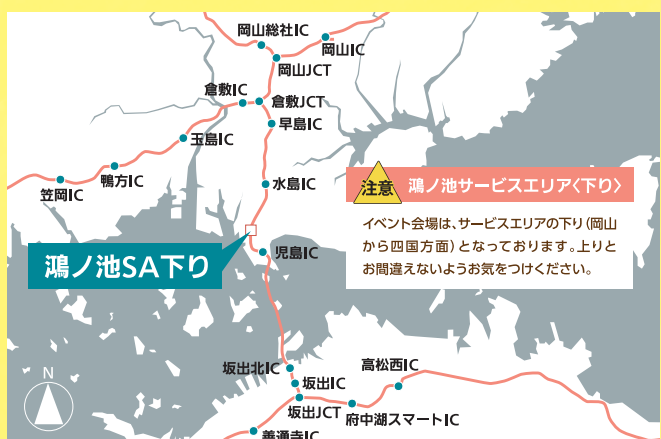 岡山総社IC
岡山IC
岡山JCT
倉敷IC
倉敷JCT
早島IC
玉島IC
鴨方IC
笠岡IC
水島IC
注意 鴻ノ池サービスエリア〈下り〉
イベント会場は、サービスエリアの下り(岡山
から四国方面)となっております。上りと
お間違えないようお気をつけください。
鴻ノ池SA下り
児島IC
坂出北IC
高松西IC
坂出IC
坂出JCT
府中湖スマートIC
善通寺IC
N